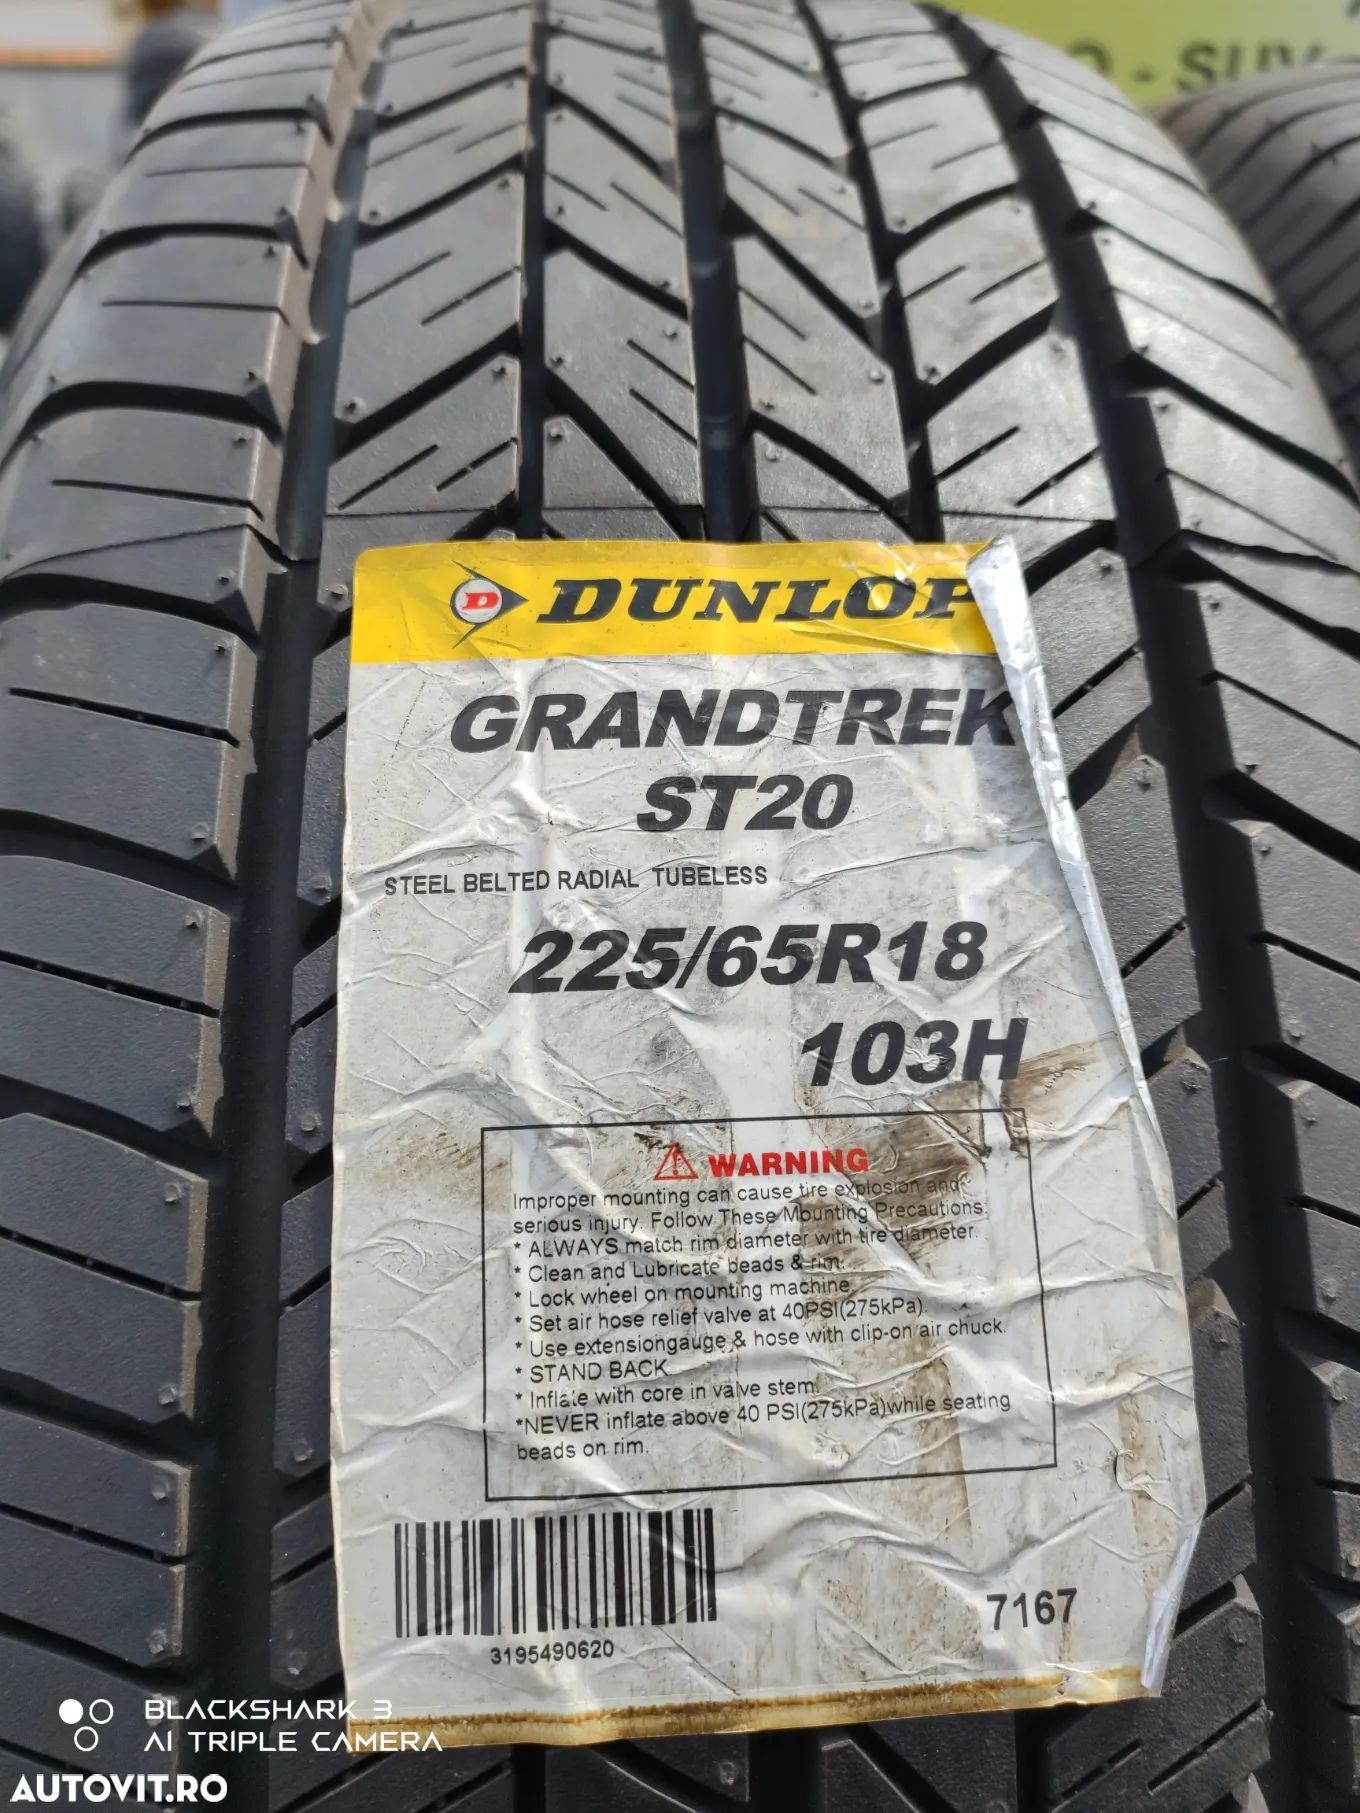 - SUV
D DUNLOP
GRANDTREK
ST20
STEEL BELTED RADIAL TUBELESS
225/65R18
103H
WARNING
Improper mounting can cause tire explosion and
serious injury. Follow These Mounting Precautions:
* ALWAYS match rim diameter with tire diameter.
* Clean and Lubricate beads & rim.
* Lock wheel on mounting machine.
* Set air hose relief valve at 40PSI(275kPa).
* Use extensiongauge & hose with clip-on air chuck.
* STAND BACK.
* Inflate with core in valve stem.
*NEVER inflate above 40 PSI(275kPa)while seating
beads on rim.
3195490620
7167
BLACKSHARK 3
AI TRIPLE CAMERA
AUTOVIT.RO